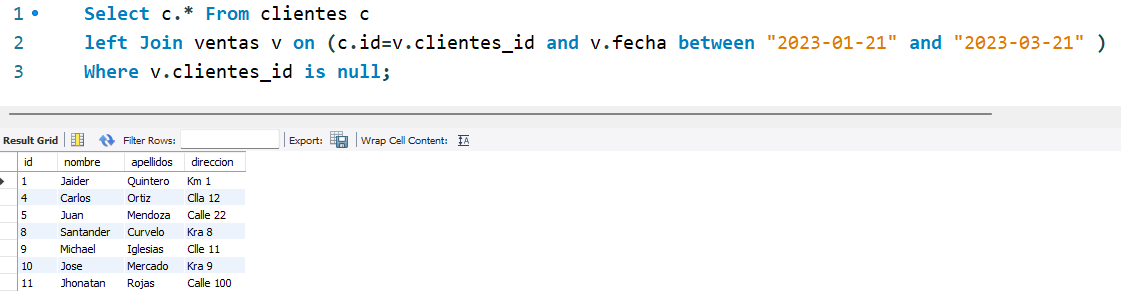 1 Select c.* From clientes c
2 left Join ventas v on (c.id=v.clientes_id and v.fecha between "2023-01-21" and "2023-03-21" )
3 Where v.clientes_id is null;
Result Grid Filter Rows: Export: Wrap Cell Content:
id nombre apellidos direccion
1 Jaider Quintero Km 1
4 Carlos Ortiz Clla 12
5 Juan Mendoza Calle 22
8 Santander Curvelo Kra 8
9 Michael Iglesias Clle 11
10 Jose Mercado Kra 9
11 Jhonatan Rojas Calle 100